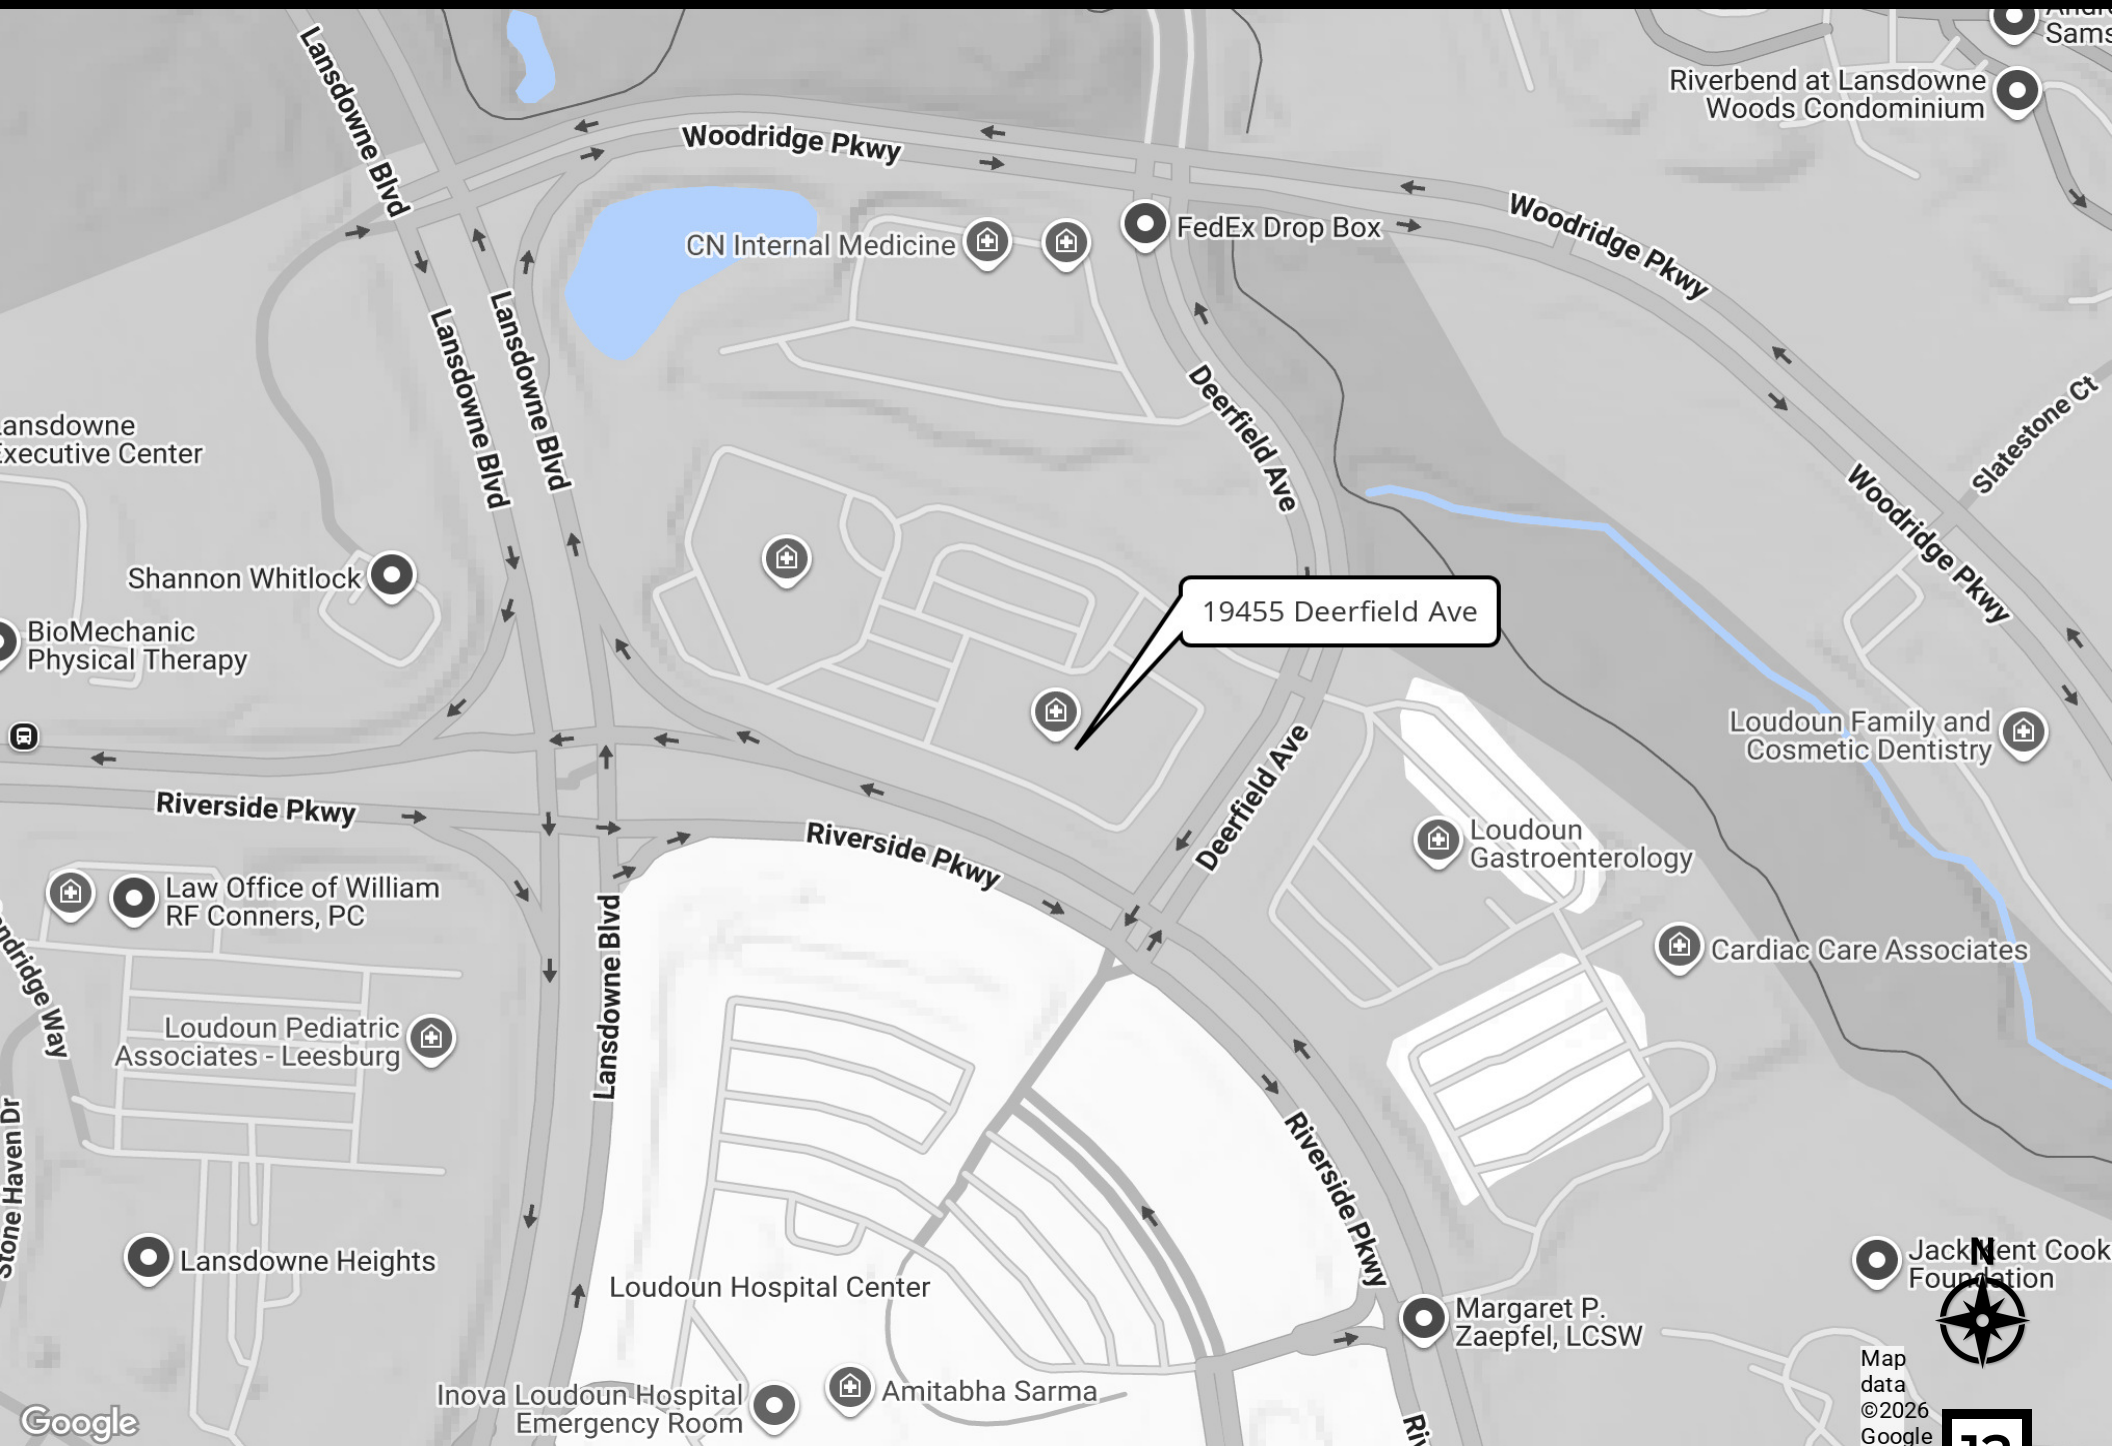 Sams
Riverbend at Lansdowne
Woods Condominium
Lansdowne Blvd
Woodridge Pkwy
Woodridge Pkwy
CN Internal Medicine
FedEx Drop Box
Lansdowne Blvd
Lansdowne Blvd
Deerfield Ave
Slatestone Ct
Woodridge Pkwy
Lansdowne
Executive Center
Shannon Whitlock
19455 Deerfield Ave
BioMechanic
Physical Therapy
Loudoun Family and
Cosmetic Dentistry
Deerfield Ave
Riverside Pkwy
Riverside Pkwy
Loudoun
Gastroenterology
Law Office of William
RF Conners, PC
Lansdowne Blvd
Cardiac Care Associates
ndridge Way
Loudoun Pediatric
Associates - Leesburg
Stone Haven Dr
Riverside Pkwy
Lansdowne Heights
Loudoun Hospital Center
N
Jack Kent Cook
Foundation
Margaret P.
Zaepfel, LCSW
Inova Loudoun Hospital
Emergency Room
Amitabha Sarma
Map
data
©2026
Google
Google
Riv